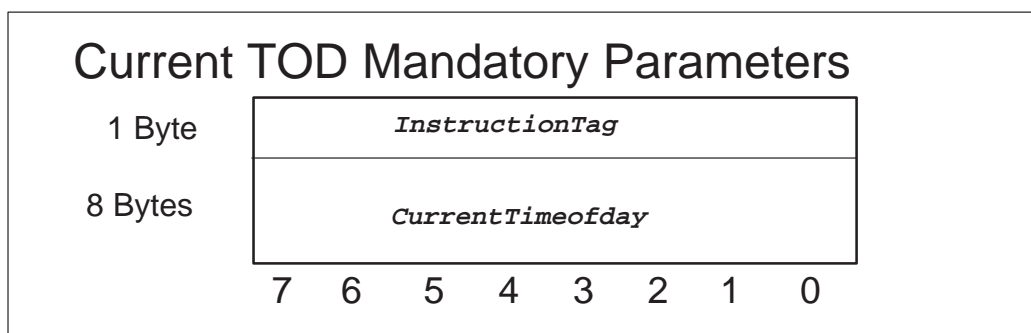 Current TOD Mandatory Parameters
1 Byte InstructionTag
8 Bytes CurrentTimeofday
7 6 5 4 3 2 1 0